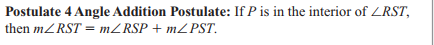 Postulate 4 Angle Addition Postulate: If P is in the interior of ∠RST,
then m∠RST = m∠RSP + m∠PST.